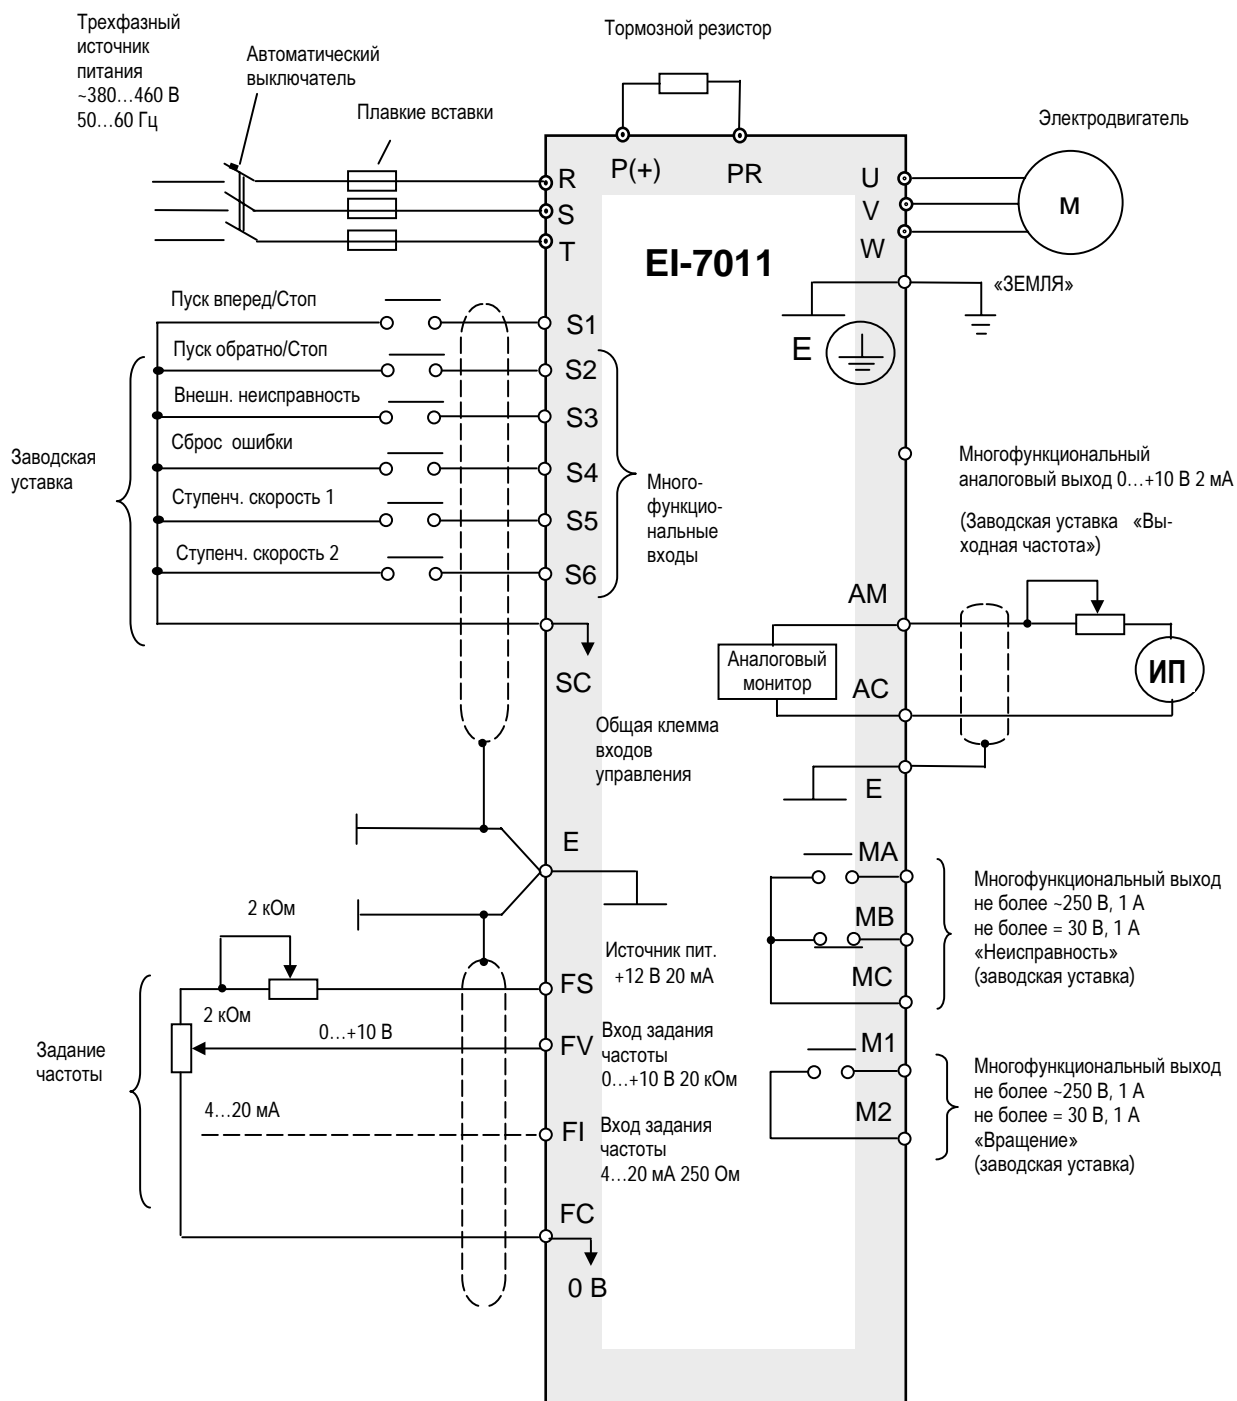 Трехфазный
источник
питания
~380…460 В
50…60 Гц
Автоматический
выключатель
Плавкие вставки
Тормозной резистор
Электродвигатель
P(+)
PR
R
S
T
U
V
W
M
EI-7011
«ЗЕМЛЯ»
E
Пуск вперед/Стоп
S1
Пуск обратно/Стоп
S2
Внешн. неисправность
S3
Сброс ошибки
S4
Ступенч. скорость 1
S5
Ступенч. скорость 2
S6
Заводская
уставка
Много-
функцио-
нальные
входы
SC
Общая клемма
входов
управления
Многофункциональный
аналоговый выход 0…+10 В 2 мА
(Заводская уставка «Вы-
ходная частота»)
AM
Аналоговый
монитор
AC
ИП
E
E
MA
MB
MC
Многофункциональный выход
не более ~250 В, 1 А
не более = 30 В, 1 А
«Неисправность»
(заводская уставка)
M1
M2
Многофункциональный выход
не более ~250 В, 1 А
не более = 30 В, 1 А
«Вращение»
(заводская уставка)
2 кОм
Источник пит.
+12 В 20 мА
FS
2 кОм
0…+10 В
FV
Вход задания
частоты
0…+10 В 20 кОм
Задание
частоты
4…20 мА
FI
Вход задания
частоты
4…20 мА 250 Ом
FC
0 В